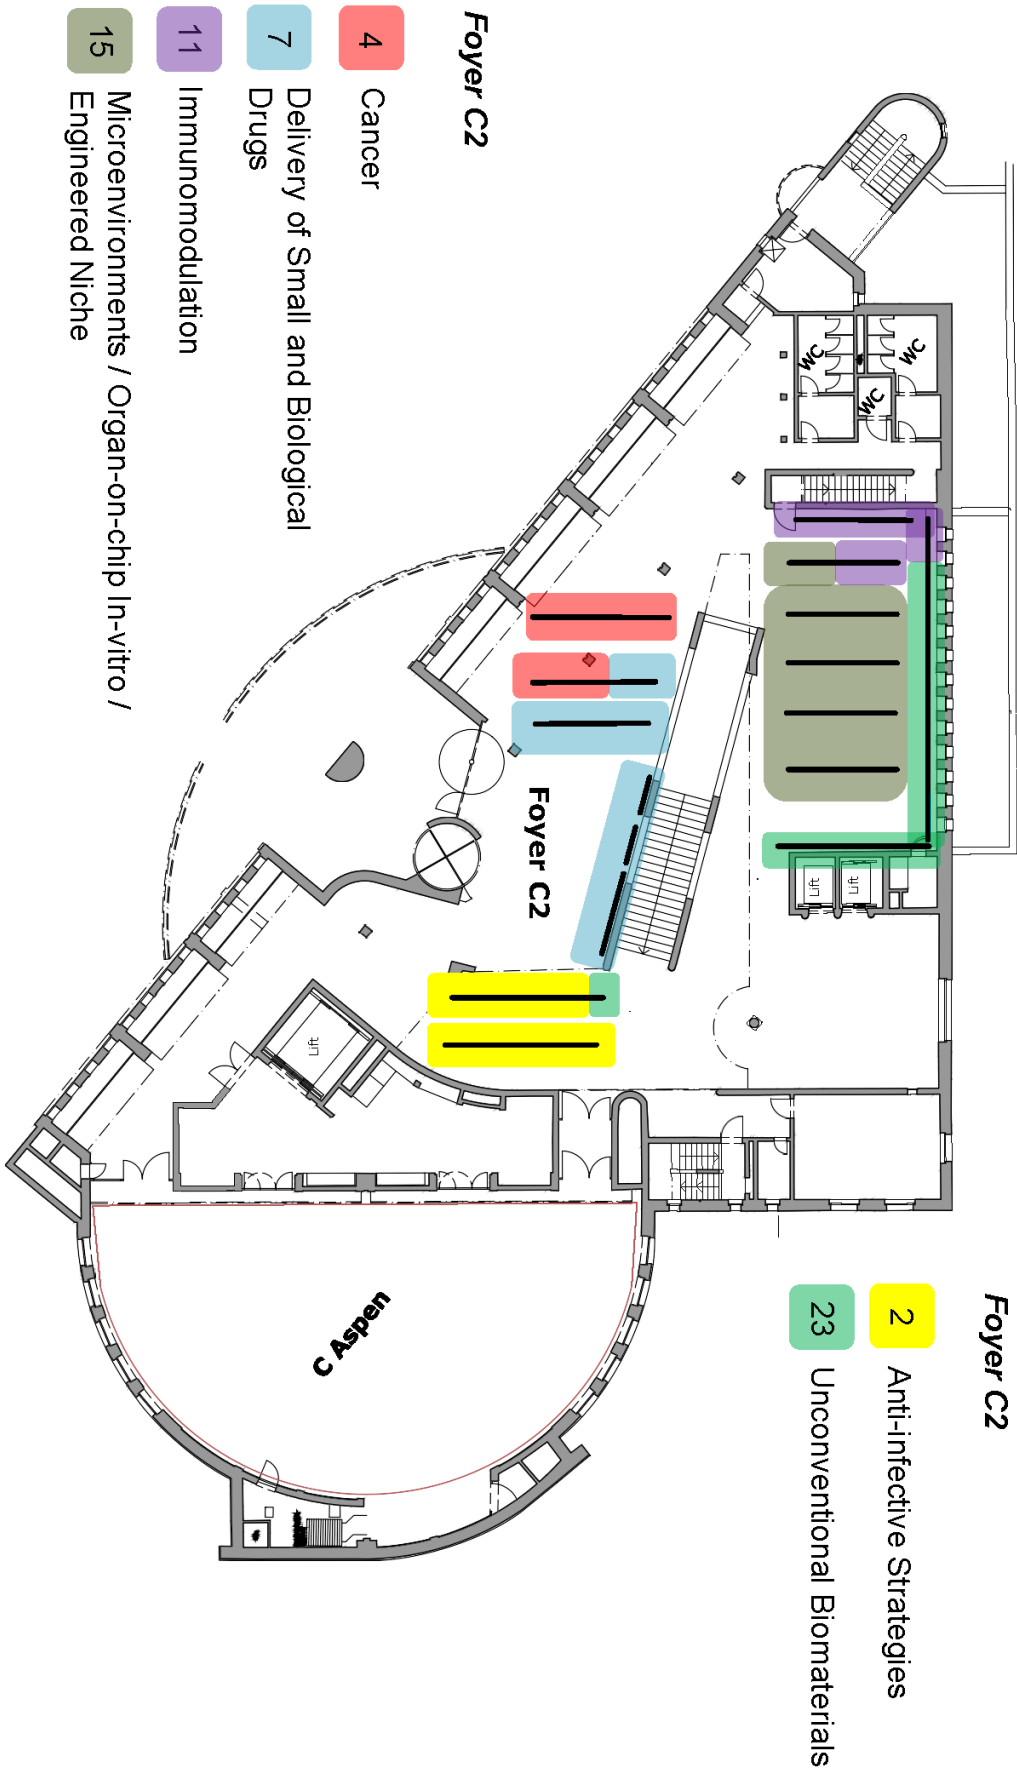 Foyer C2
4 Cancer
7 Delivery of Small and Biological
Drugs
11 Immunomodulation
15 Microenvironments / Organ-on-chip In-vitro /
Engineered Niche
Foyer C2
2 Anti-infective Strategies
23 Unconventional Biomaterials
WC
WC
WC
Lift
Lift
Foyer C2
Lift
C Aspen